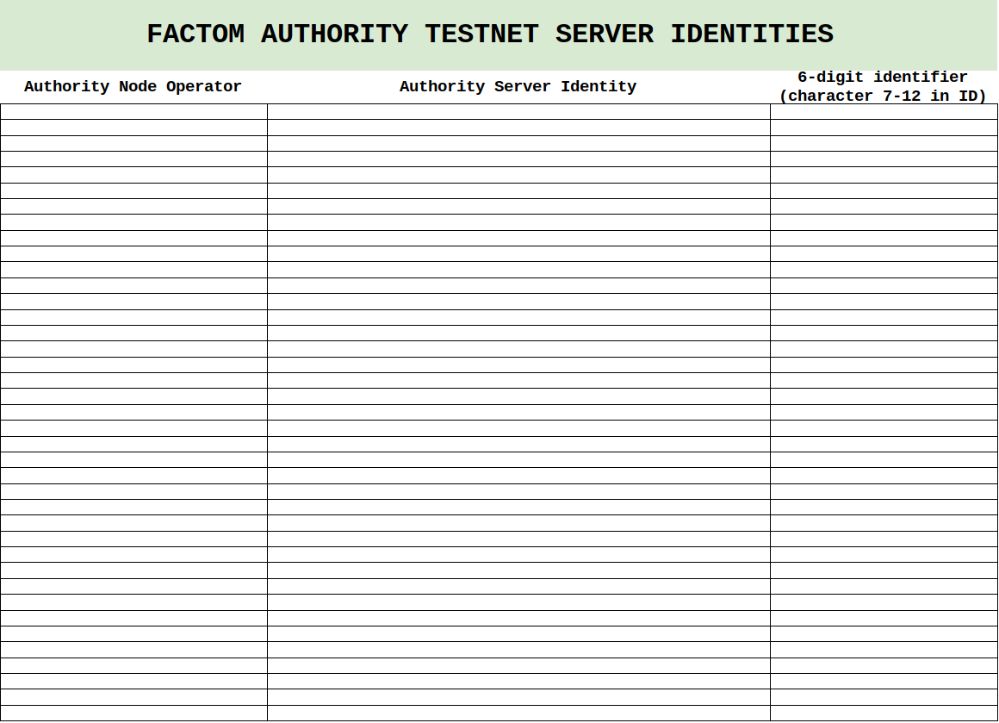 FACTOM AUTHORITY TESTNET SERVER IDENTITIES
Authority Node Operator
Authority Server Identity
6-digit identifier
(character 7-12 in ID)